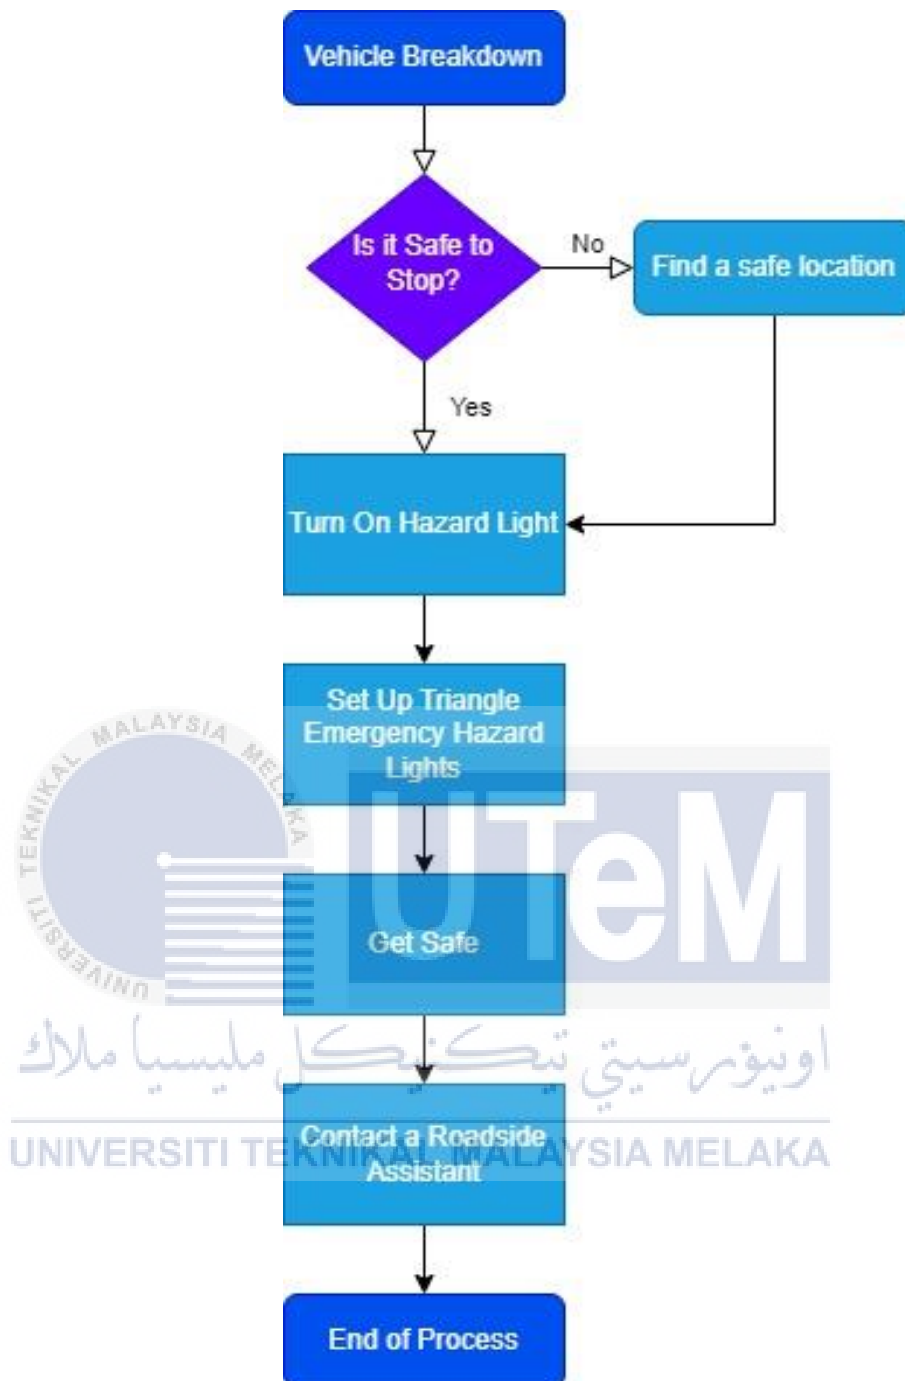 Vehicle Breakdown
Is it Safe to
Stop?
No
Find a safe location
Yes
Turn On Hazard Light
Set Up Triangle
Emergency Hazard
Lights
UNIVERSITI TEKNIKAL MALAYSIA MELAKA
UTeM
Get Safe
اونيۏرسيتي تيکنيکل مليسيا ملاك
Contact a Roadside
Assistant
UNIVERSITI TEKNIKAL MALAYSIA MELAKA
End of Process